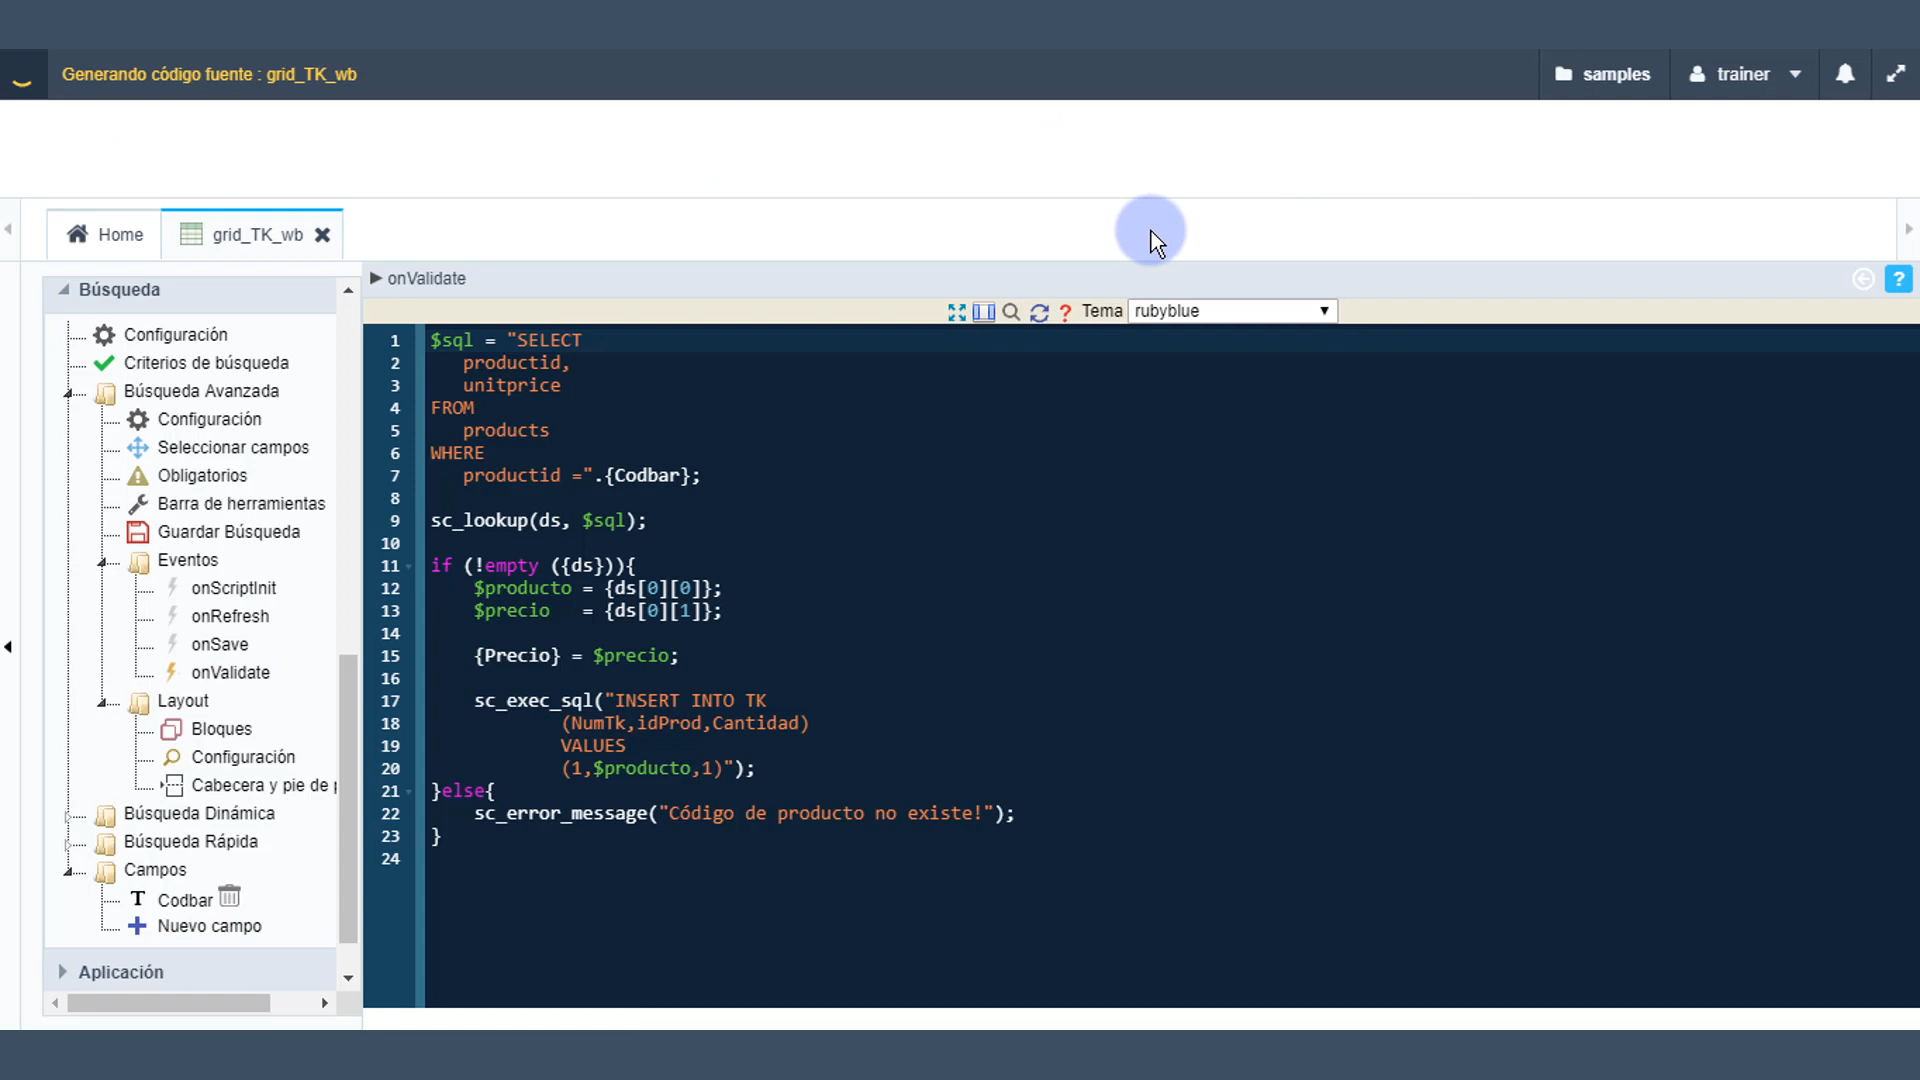 Generando código fuente : grid_TK_wb
samples
trainer
Home
grid_TK_wb
Búsqueda
Configuración
Criterios de búsqueda
Búsqueda Avanzada
Configuración
Seleccionar campos
Obligatorios
Barra de herramientas
Guardar Búsqueda
Eventos
onScriptInit
onRefresh
onSave
onValidate
Layout
Bloques
Configuración
Cabecera y pie de
Búsqueda Dinámica
Búsqueda Rápida
Campos
T Codbar
Nuevo campo
Aplicación
onValidate
?
? Tema rubyblue
1 $sql = "SELECT
2 productid,
3 unitprice
4 FROM
5 products
6 WHERE
7 productid =".{Codbar};
8
9 sc_lookup(ds, $sql);
10
11 if (!empty ({ds})){
12 $producto = {ds[0][0]};
13 $precio = {ds[0][1]};
14
15 {Precio} = $precio;
16
17 sc_exec_sql("INSERT INTO TK
18 (NumTk,idProd,Cantidad)
19 VALUES
20 (1,$producto,1)");
21 }else{
22 sc_error_message("Código de producto no existe!");
23 }
24